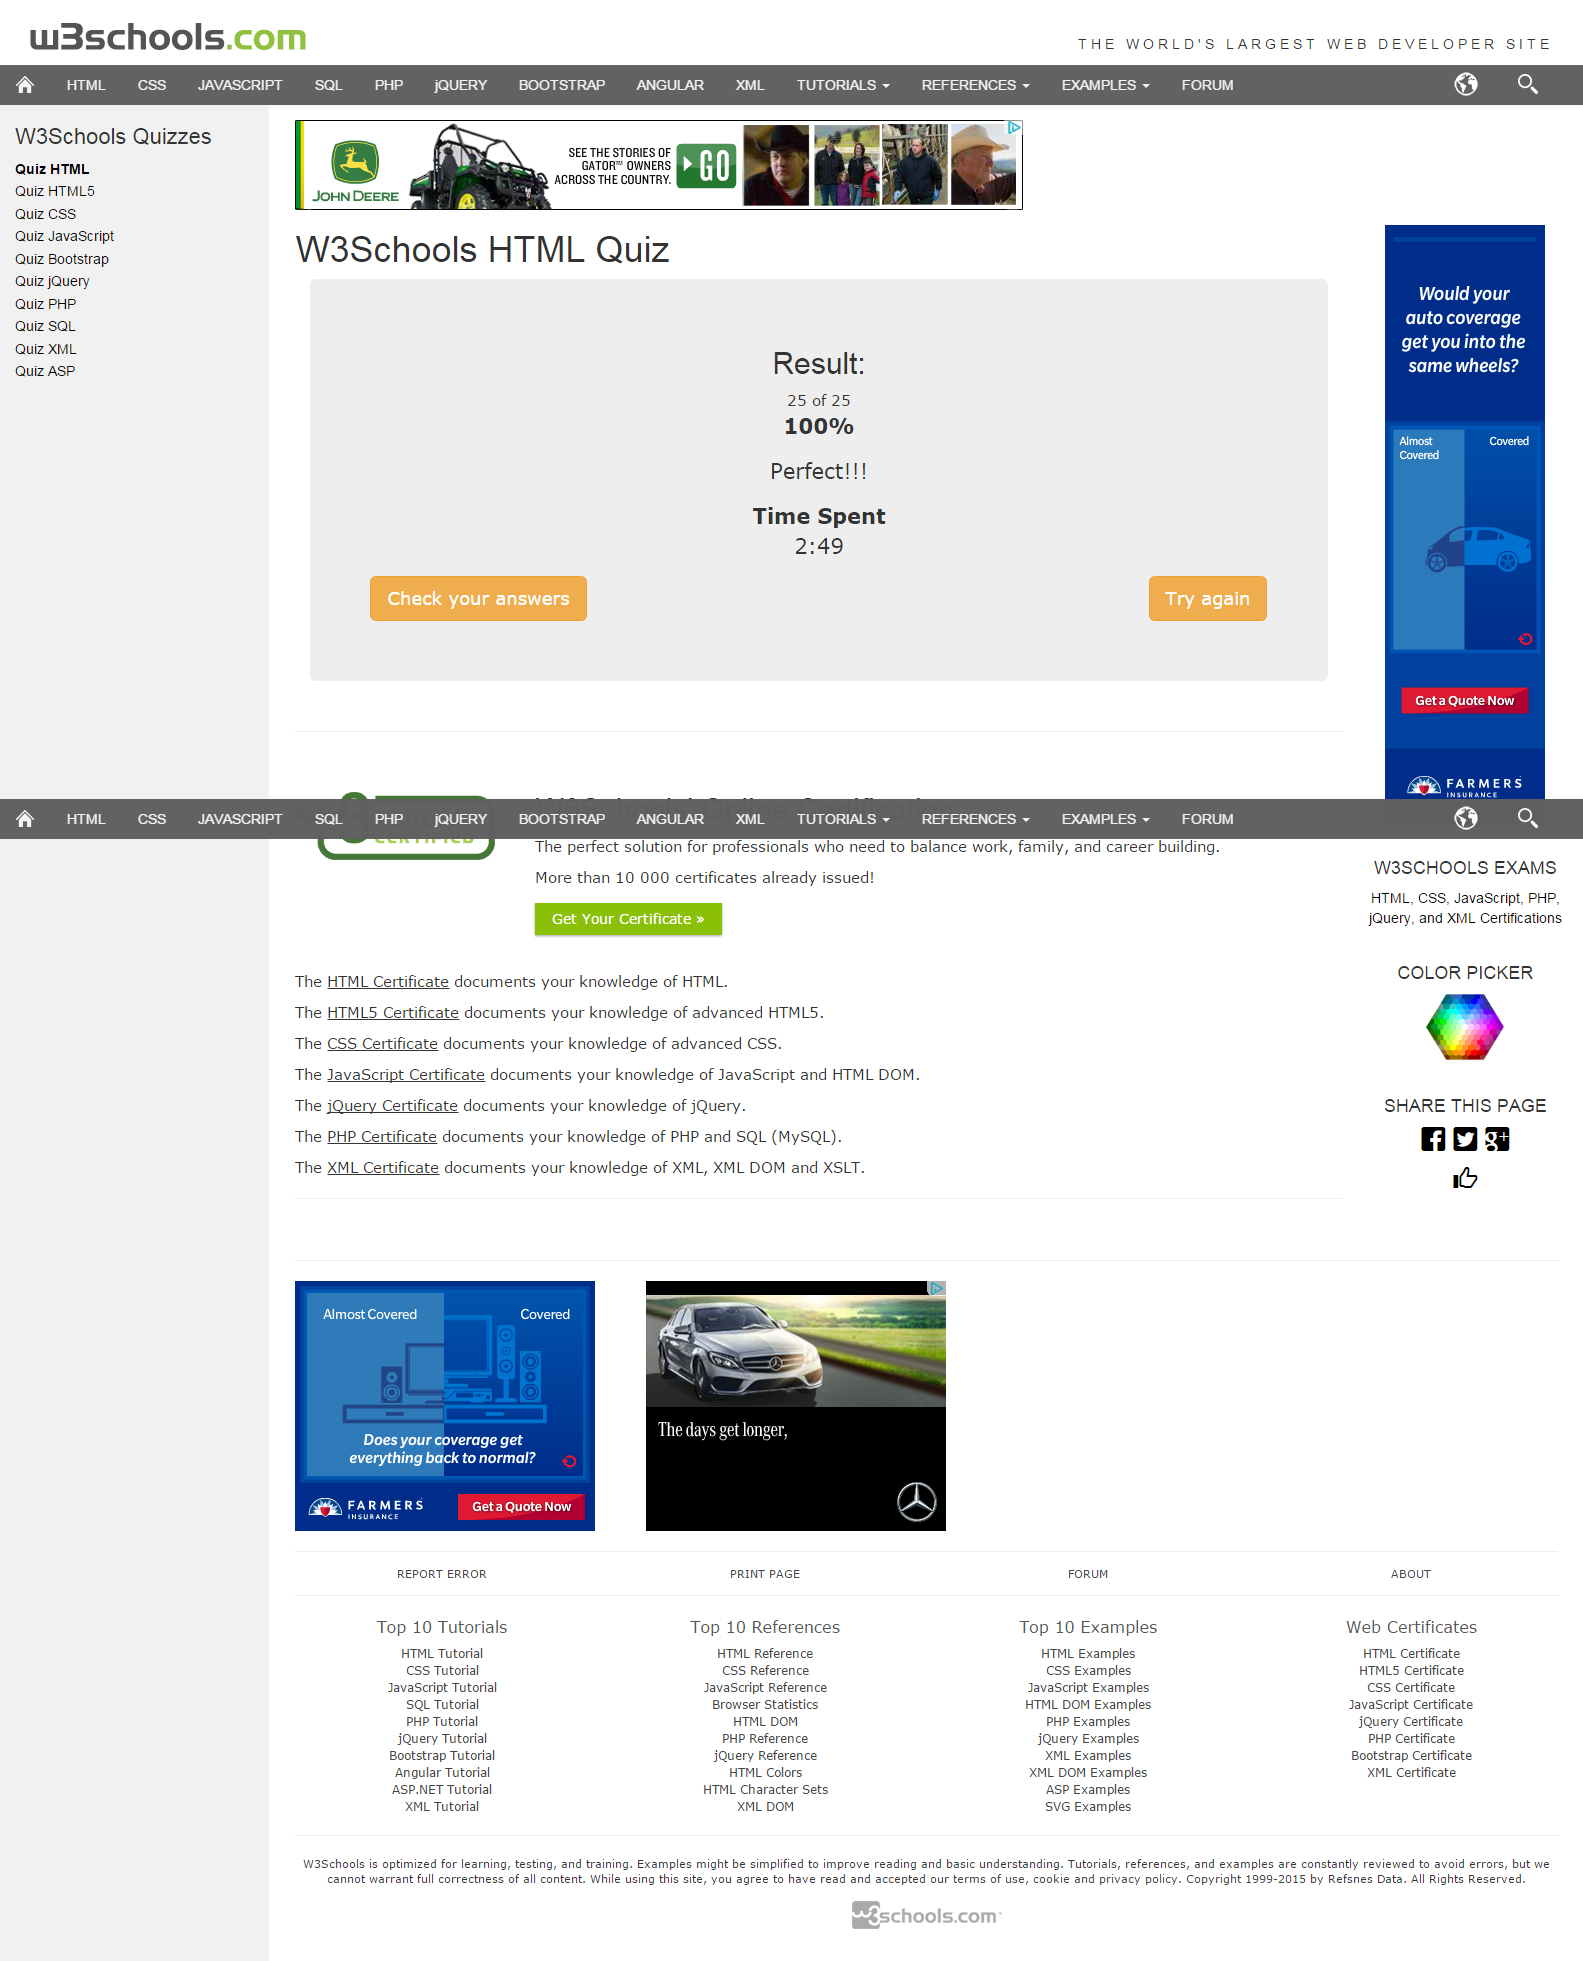 w3schools.com
THE WORLD'S LARGEST WEB DEVELOPER SITE
HTML CSS JAVASCRIPT SQL PHP jQUERY BOOTSTRAP ANGULAR XML TUTORIALS REFERENCES EXAMPLES FORUM
W3Schools Quizzes
Quiz HTML
Quiz HTML5
Quiz CSS
Quiz JavaScript
Quiz Bootstrap
Quiz jQuery
Quiz PHP
Quiz SQL
Quiz XML
Quiz ASP
JOHN DEERE
SEE THE STORIES OF
GATOR™ OWNERS
ACROSS THE COUNTRY.
GO
W3Schools HTML Quiz
Result:
25 of 25
100%
Perfect!!!
Time Spent
2:49
Check your answers
Try again
Would your
auto coverage
get you into the
same wheels?
Almost
Covered
Covered
Get a Quote Now
FARMERS
INSURANCE
HTML CSS JAVASCRIPT SQL PHP jQUERY BOOTSTRAP ANGULAR XML TUTORIALS REFERENCES EXAMPLES FORUM
W3Schools' Online Certification
CERTIFIED
The perfect solution for professionals who need to balance work, family, and career building.
More than 10 000 certificates already issued!
Get Your Certificate »
The HTML Certificate documents your knowledge of HTML.
The HTML5 Certificate documents your knowledge of advanced HTML5.
The CSS Certificate documents your knowledge of advanced CSS.
The JavaScript Certificate documents your knowledge of JavaScript and HTML DOM.
The jQuery Certificate documents your knowledge of jQuery.
The PHP Certificate documents your knowledge of PHP and SQL (MySQL).
The XML Certificate documents your knowledge of XML, XML DOM and XSLT.
W3SCHOOLS EXAMS
HTML, CSS, JavaScript, PHP,
jQuery, and XML Certifications
COLOR PICKER
SHARE THIS PAGE
g+
Almost Covered
Covered
Does your coverage get
everything back to normal?
FARMERS
INSURANCE
Get a Quote Now
The days get longer,
REPORT ERROR
PRINT PAGE
FORUM
ABOUT
Top 10 Tutorials
HTML Tutorial
CSS Tutorial
JavaScript Tutorial
SQL Tutorial
PHP Tutorial
jQuery Tutorial
Bootstrap Tutorial
Angular Tutorial
ASP.NET Tutorial
XML Tutorial
Top 10 References
HTML Reference
CSS Reference
JavaScript Reference
Browser Statistics
HTML DOM
PHP Reference
jQuery Reference
HTML Colors
HTML Character Sets
XML DOM
Top 10 Examples
HTML Examples
CSS Examples
JavaScript Examples
HTML DOM Examples
PHP Examples
jQuery Examples
XML Examples
XML DOM Examples
ASP Examples
SVG Examples
Web Certificates
HTML Certificate
HTML5 Certificate
CSS Certificate
JavaScript Certificate
jQuery Certificate
PHP Certificate
Bootstrap Certificate
XML Certificate
W3Schools is optimized for learning, testing, and training. Examples might be simplified to improve reading and basic understanding. Tutorials, references, and examples are constantly reviewed to avoid errors, but we
cannot warrant full correctness of all content. While using this site, you agree to have read and accepted our terms of use, cookie and privacy policy. Copyright 1999-2015 by Refsnes Data. All Rights Reserved.
w3schools.com